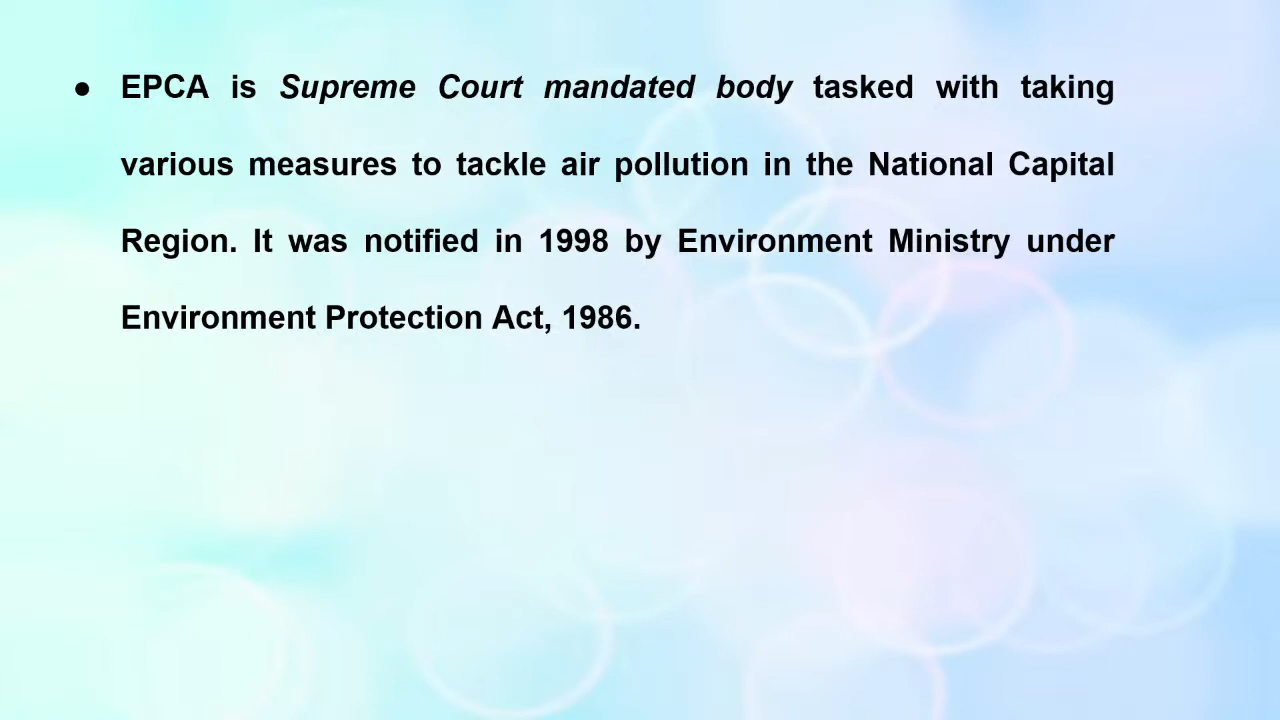 ● EPCA is Supreme Court mandated body tasked with taking
various measures to tackle air pollution in the National Capital
Region. It was notified in 1998 by Environment Ministry under
Environment Protection Act, 1986.